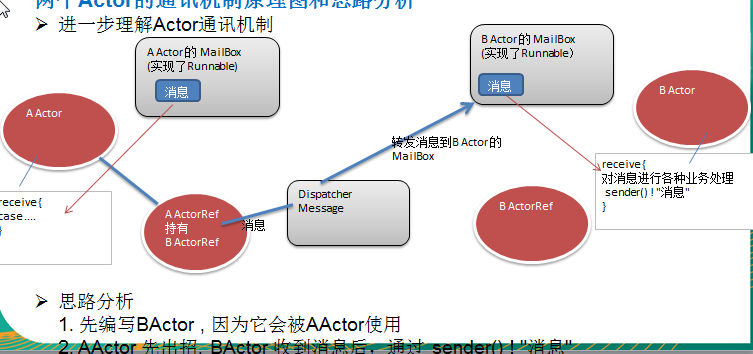 两个Actor的通讯机制原理图和思路分析
➢ 进一步理解Actor通讯机制
A Actor的 MailBox
(实现了Runnable)
消息
B Actor的 MailBox
(实现了Runnable）
消息
A Actor
B Actor
转发消息到B Actor的
MailBox
receive{
case....
}
A ActorRef
持有
B ActorRef
消息
Dispatcher
Message
B ActorRef
receive{
对消息进行各种业务处理
sender() ! "消息"
}
➢ 思路分析
1. 先编写BActor , 因为它会被AActor使用
2. AActor 先出招, BActor 收到消息后，通过 sender() ! "消息"